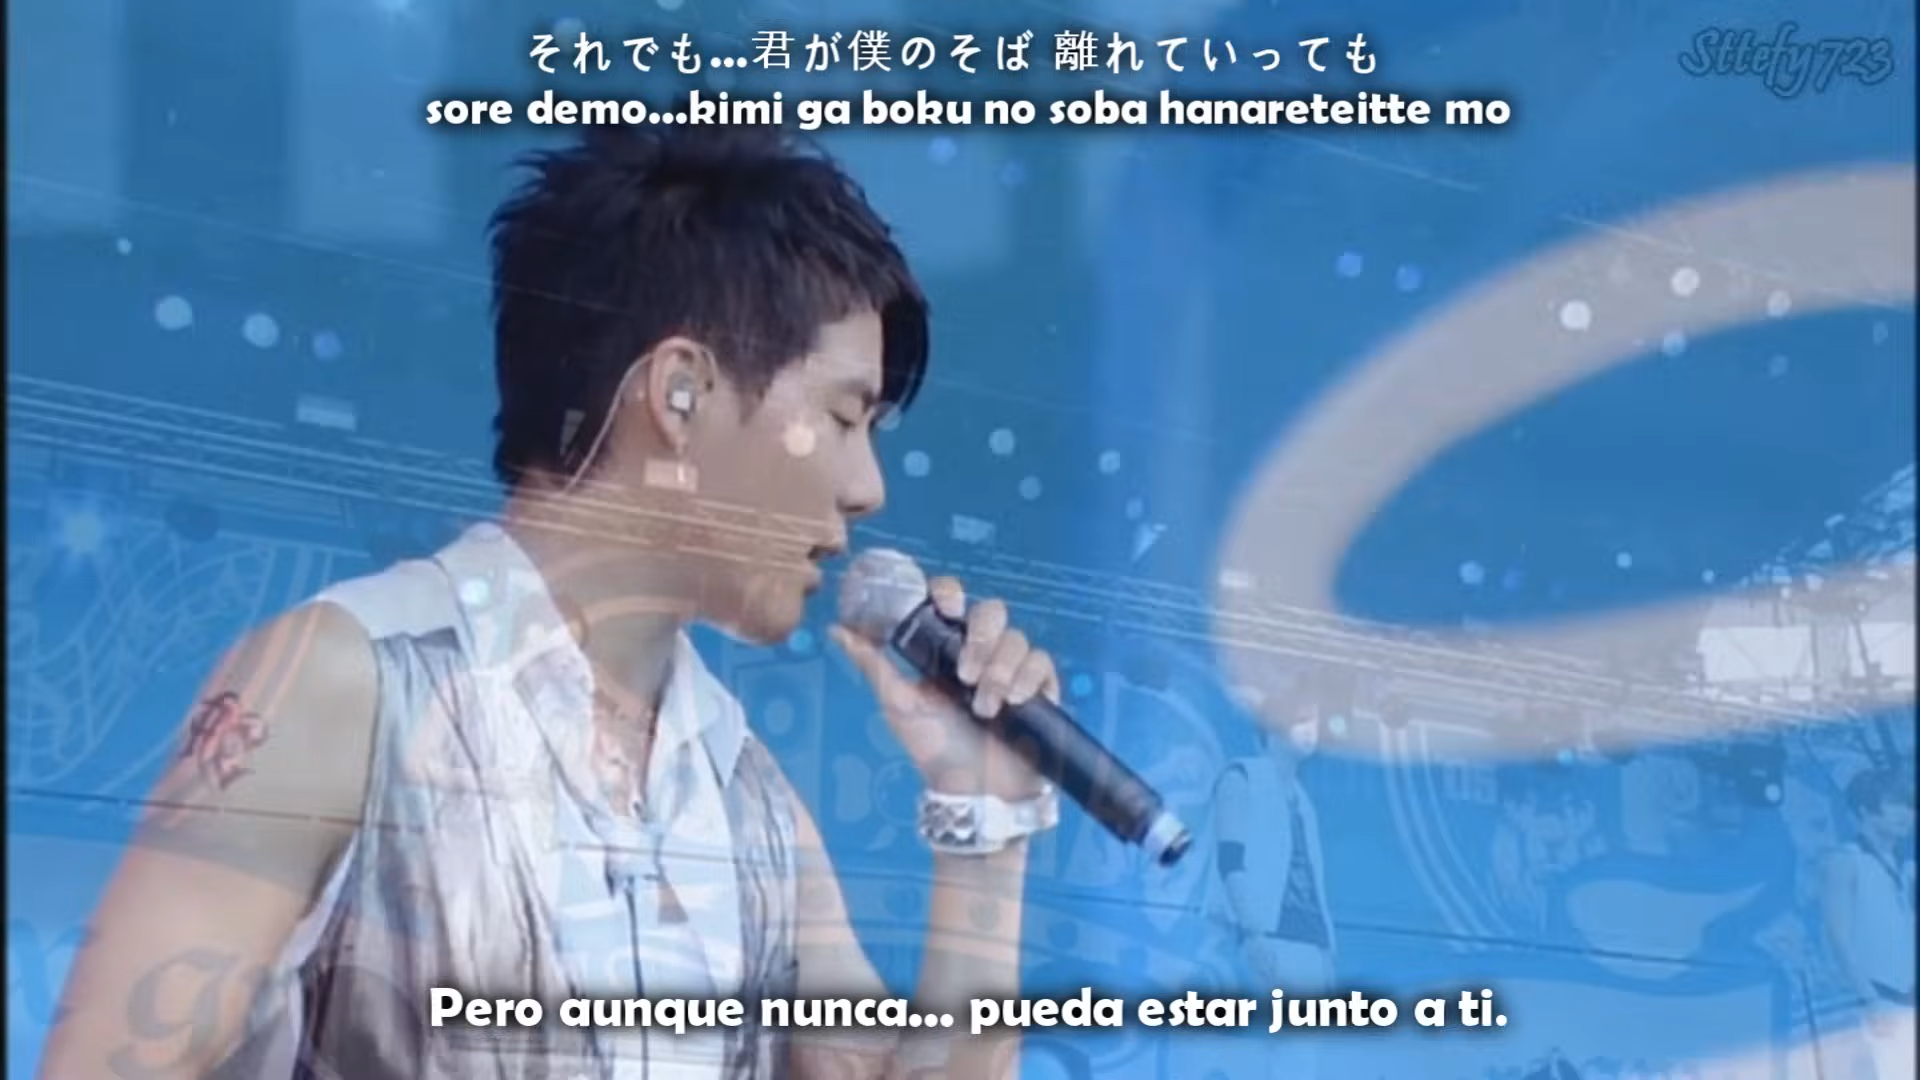 それでも...君が僕のそば 離れていっても
sore demo...kimi ga boku no soba hanareteitte mo
Sttefy723
Pero aunque nunca... pueda estar junto a ti.